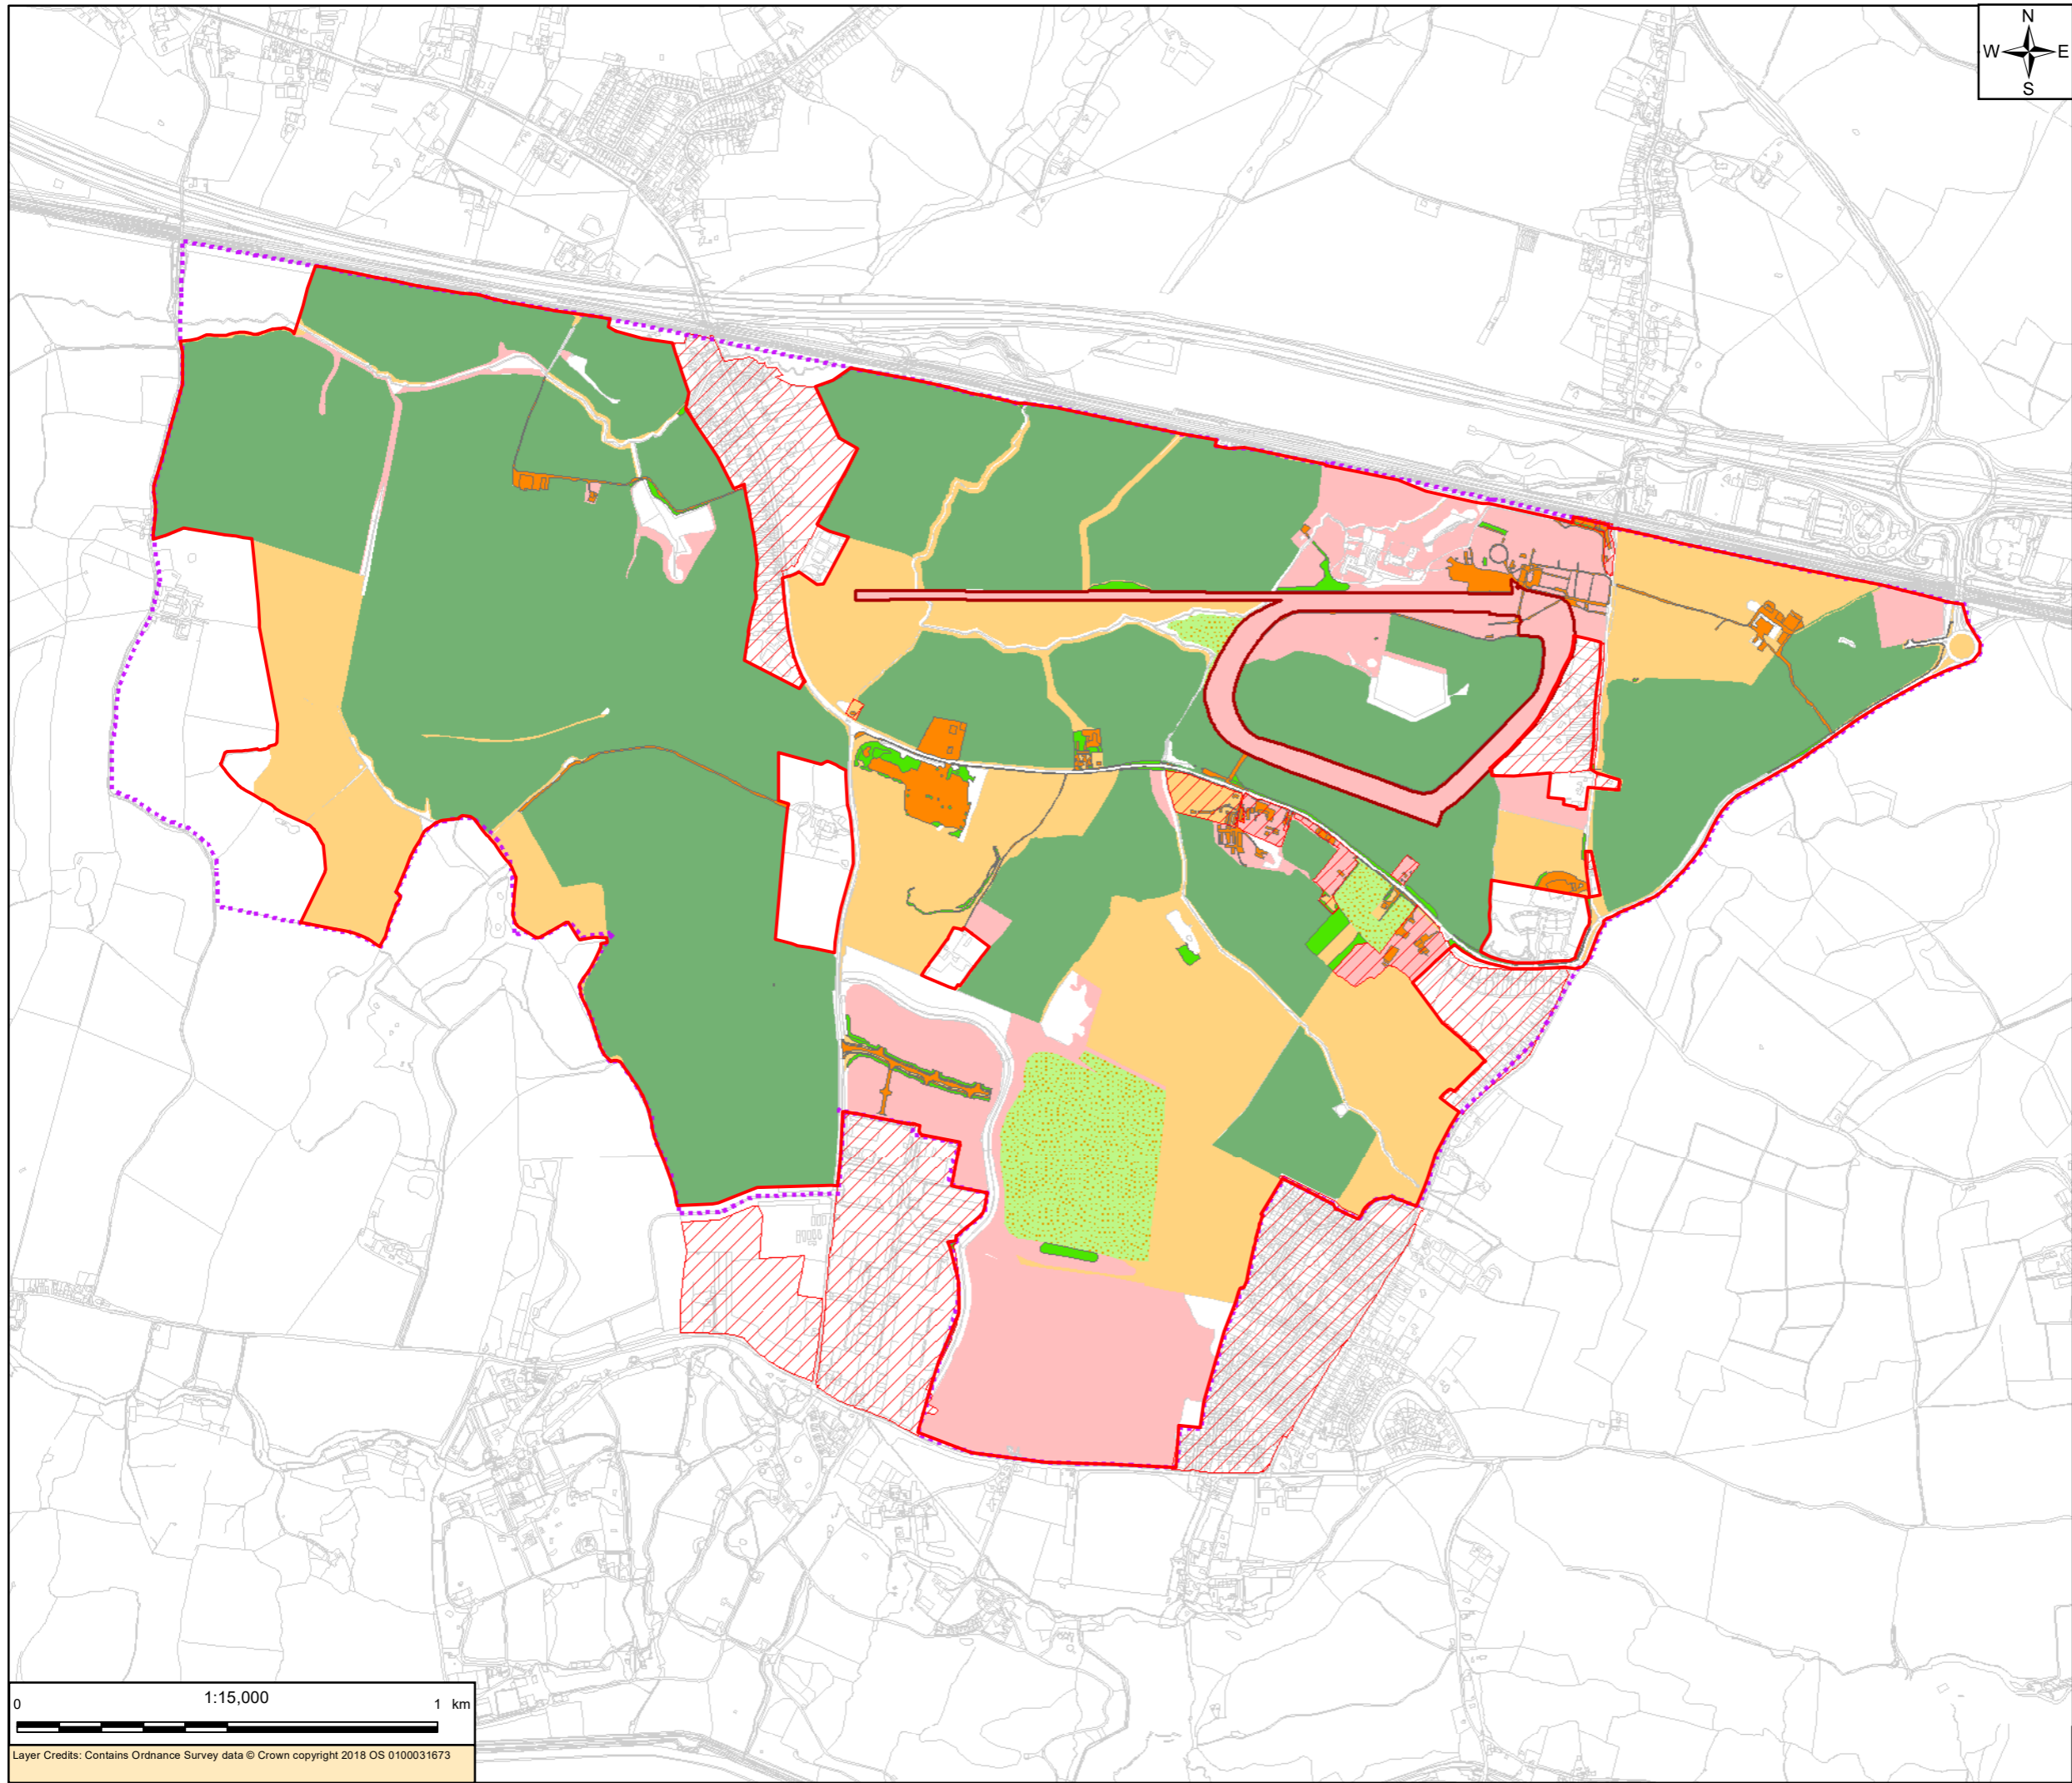 N
W E
S
1:15,000
0 1 km
Layer Credits: Contains Ordnance Survey data © Crown copyright 2018 OS 0100031673